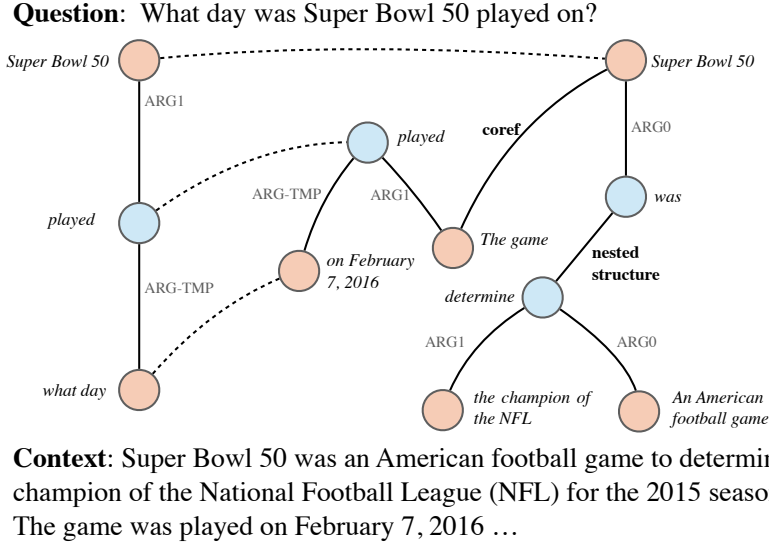 Question: What day was Super Bowl 50 played on?
Super Bowl 50
Super Bowl 50
ARG1
played
coref
ARG0
ARG-TMP
ARG1
was
played
The game
on February
7, 2016
nested
structure
ARG-TMP
determine
ARG1
ARG0
what day
the champion of
the NFL
An American
football game
Context: Super Bowl 50 was an American football game to
champion of the National Football League (NFL) for the 2015
The game was played on February 7, 2016 …